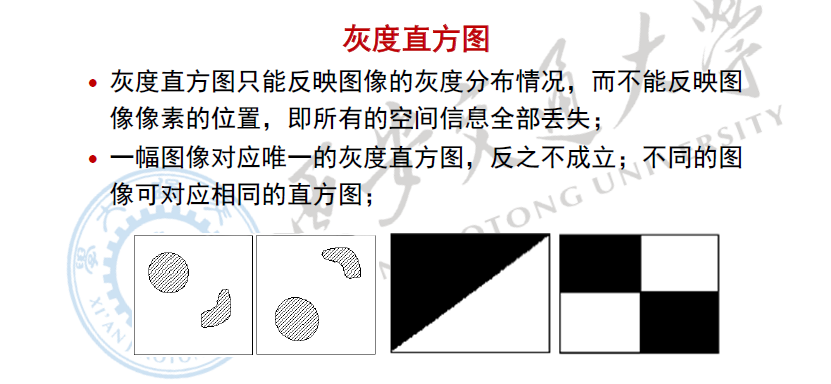 灰度直方图
• 灰度直方图只能反映图像的灰度分布情况，而不能反映图
像像素的位置，即所有的空间信息全部丢失；
• 一幅图像对应唯一的灰度直方图，反之不成立；不同的图
像可对应相同的直方图；
交通大学
JIAOTONG UNIVERSITY
XI'AN